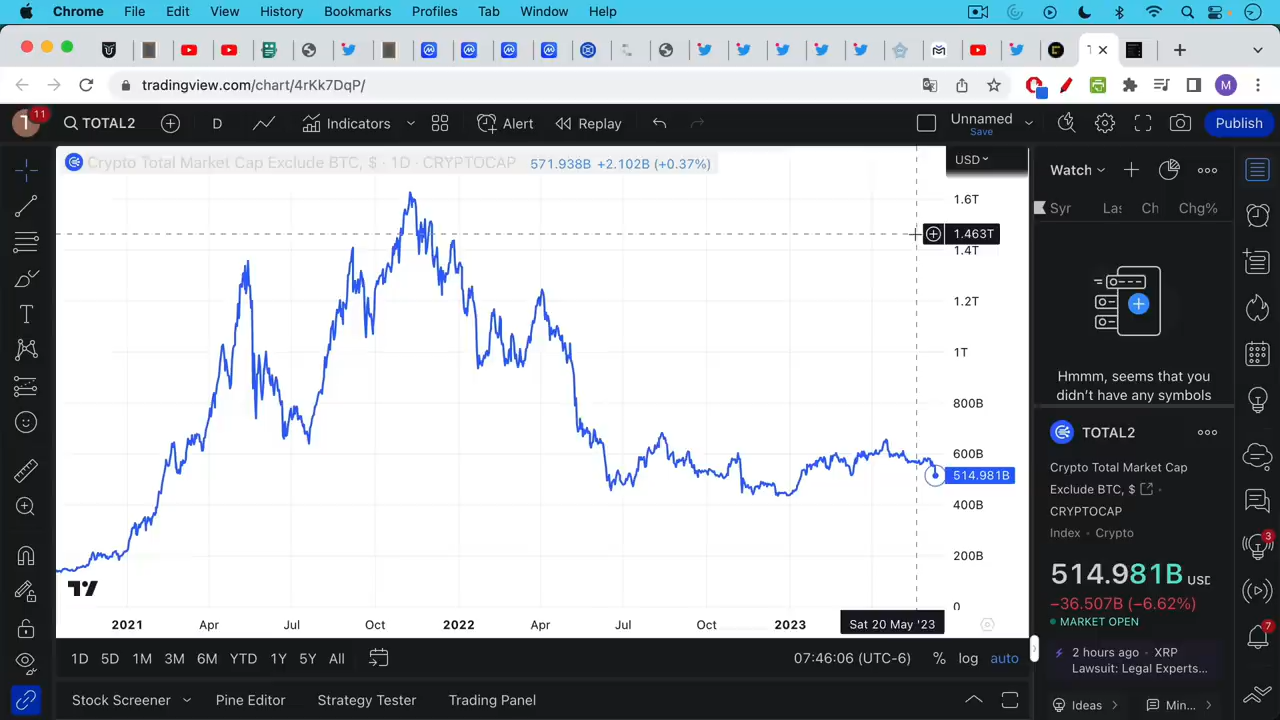 Chrome File Edit View History Bookmarks Profiles Tab Window Help
tradingview.com/chart/4rKk7DqP/
M
T 11 TOTAL2 D Indicators Alert Replay Unnamed Save Publish
Crypto Total Market Cap Exclude BTC, $ · 1D · CRYPTOCAP 571.938B +2.102B (+0.37%)
USD
1.6T
1.463T
1.4T
1.2T
1T
800B
600B
514.981B
400B
200B
0
2021 Apr Jul Oct 2022 Apr Jul Oct 2023 Sat 20 May '23
1D 5D 1M 3M 6M YTD 1Y 5Y All 07:46:06 (UTC-6) % log auto
Stock Screener Pine Editor Strategy Tester Trading Panel
Watch
Syr Las Ch Chg%
Hmmm, seems that you
didn't have any symbols
TOTAL2
Crypto Total Market Cap
Exclude BTC, $
CRYPTOCAP
Index • Crypto
514.981B USD
−36.507B (−6.62%)
MARKET OPEN
2 hours ago · XRP
Lawsuit: Legal Experts...
Ideas Min...
3
7